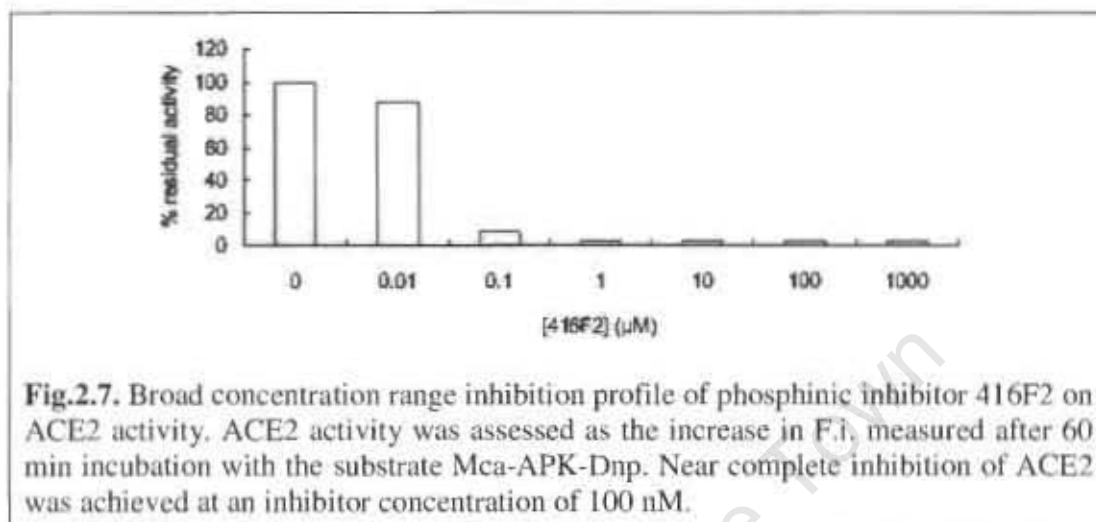 120
100
80
60
40
20
0
% residual activity
0 0.01 0.1 1 10 100 1000
[416F2] (µM)
Fig.2.7. Broad concentration range inhibition profile of phosphinic inhibitor 416F2 on
ACE2 activity. ACE2 activity was assessed as the increase in F.I. measured after 60
min incubation with the substrate Mca-APK-Dnp. Near complete inhibition of ACE2
was achieved at an inhibitor concentration of 100 nM.
Town